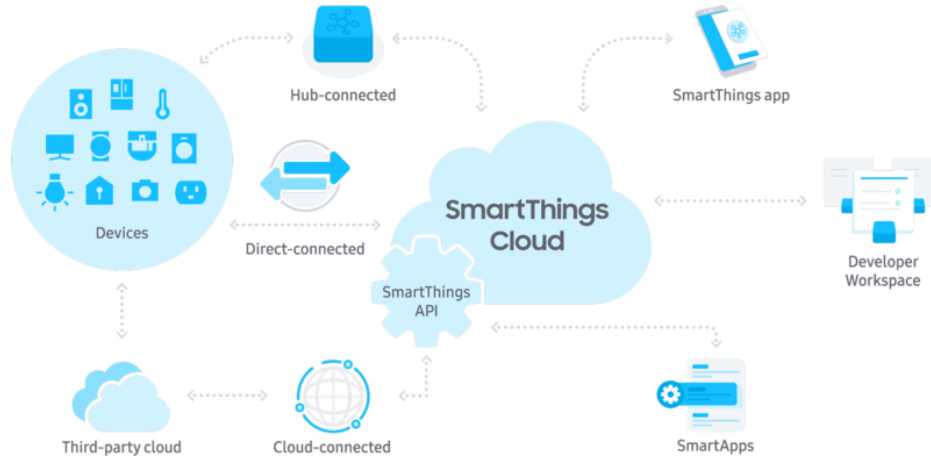 Hub-connected
SmartThings app
SmartThings
Cloud
Devices
Direct-connected
SmartThings
API
Developer
Workspace
Third-party cloud
Cloud-connected
SmartApps